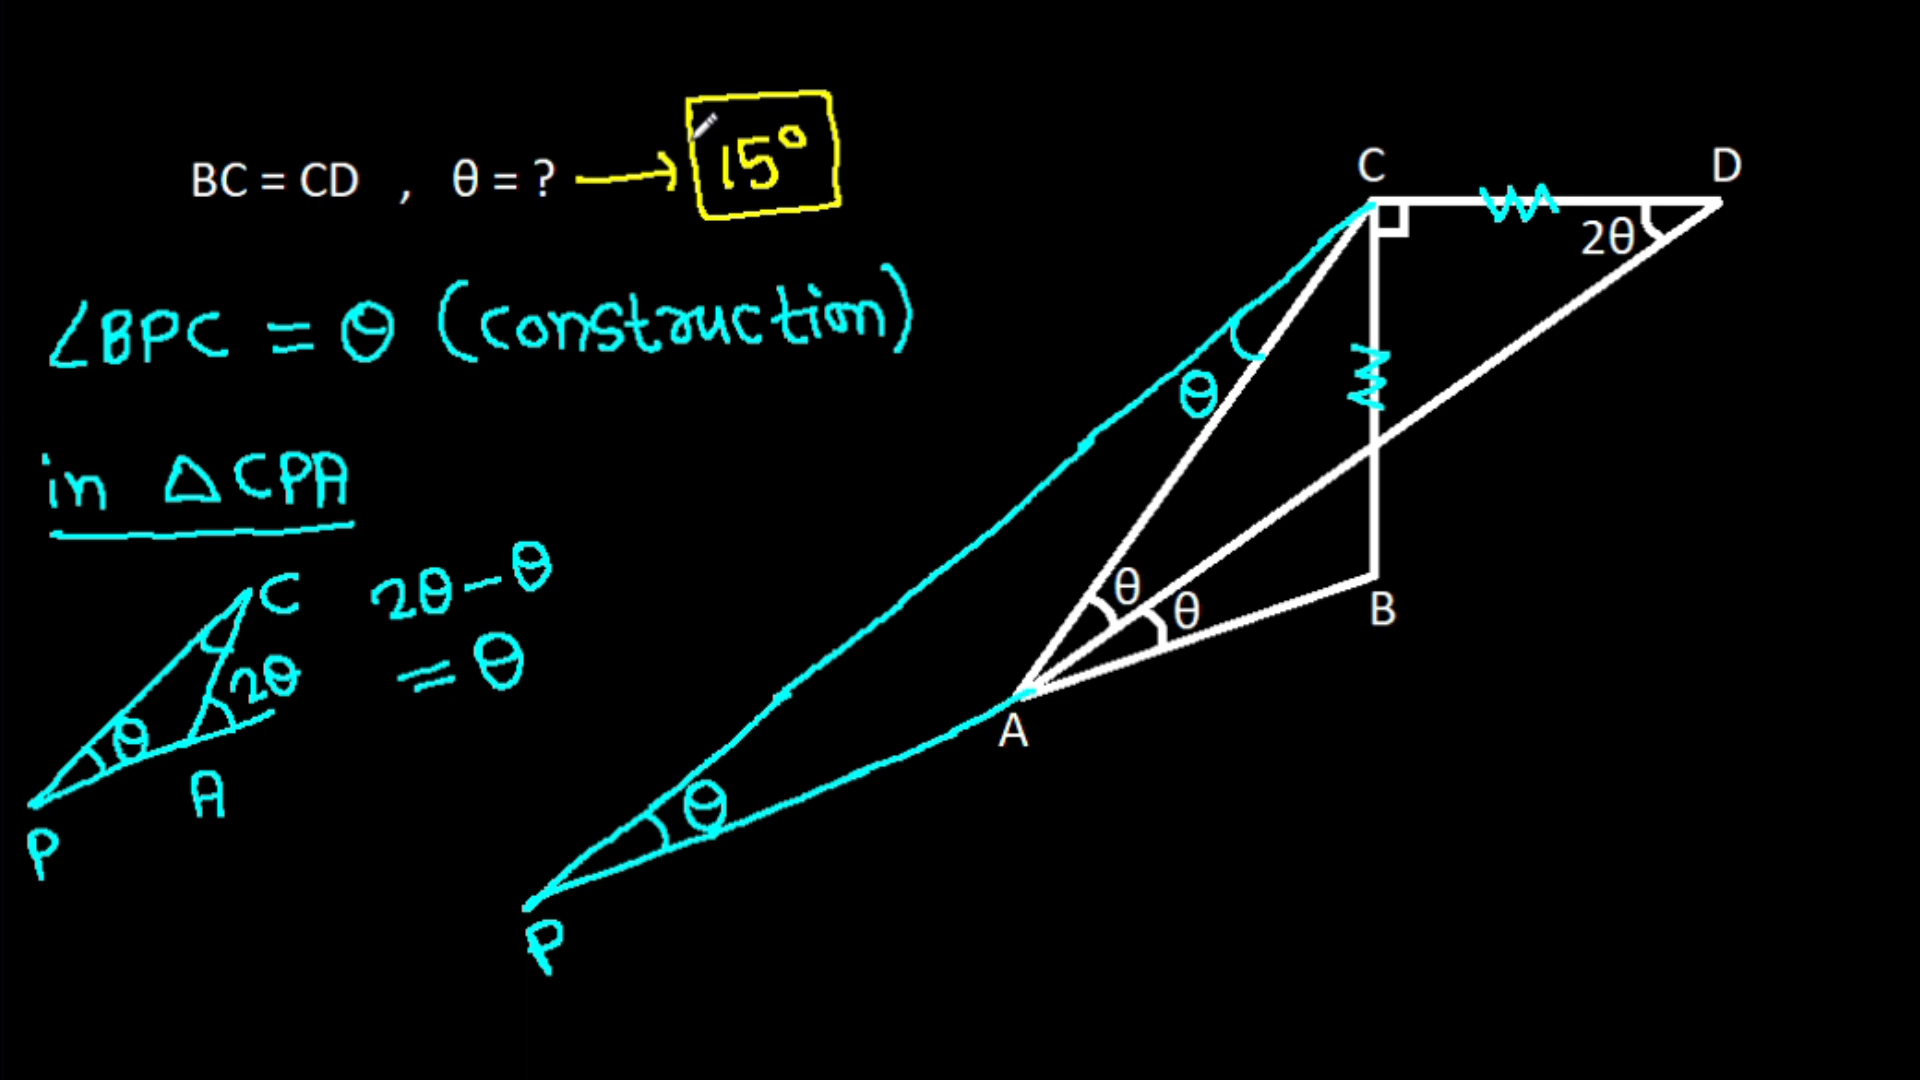 BC = CD , θ = ? → 15°
∠BPC = θ (construction)
in △CPA
C 2θ-θ
= θ
2θ
θ
A
P
C D
2θ
θ
θ
θ
B
A
θ
P